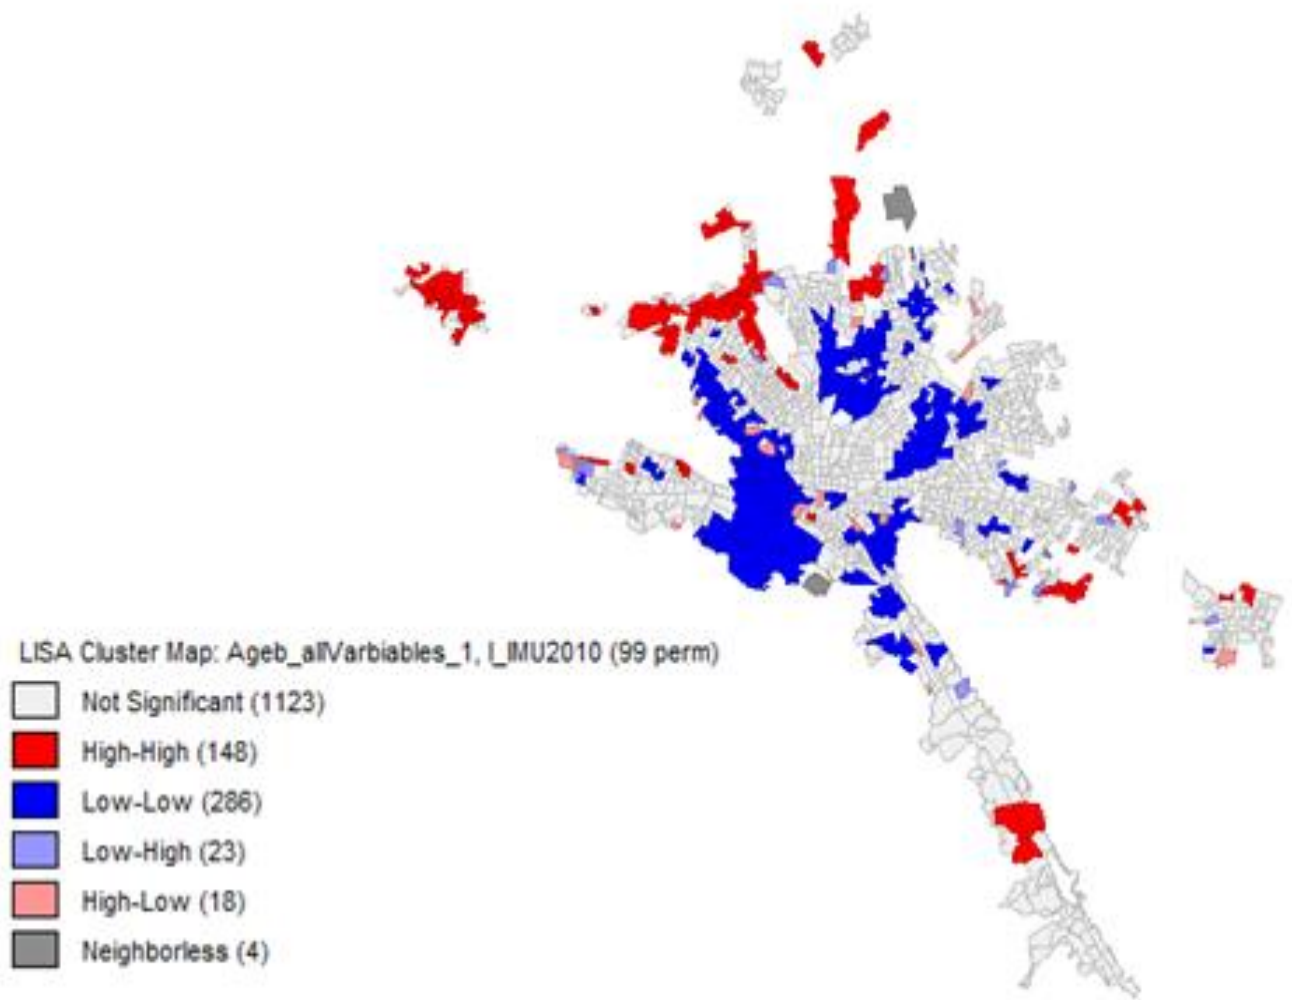 LISA Cluster Map: Ageb_allVarbiables_1, I_IMU2010 (99 perm)
Not Significant (1123)
High-High (148)
Low-Low (286)
Low-High (23)
High-Low (18)
Neighborless (4)